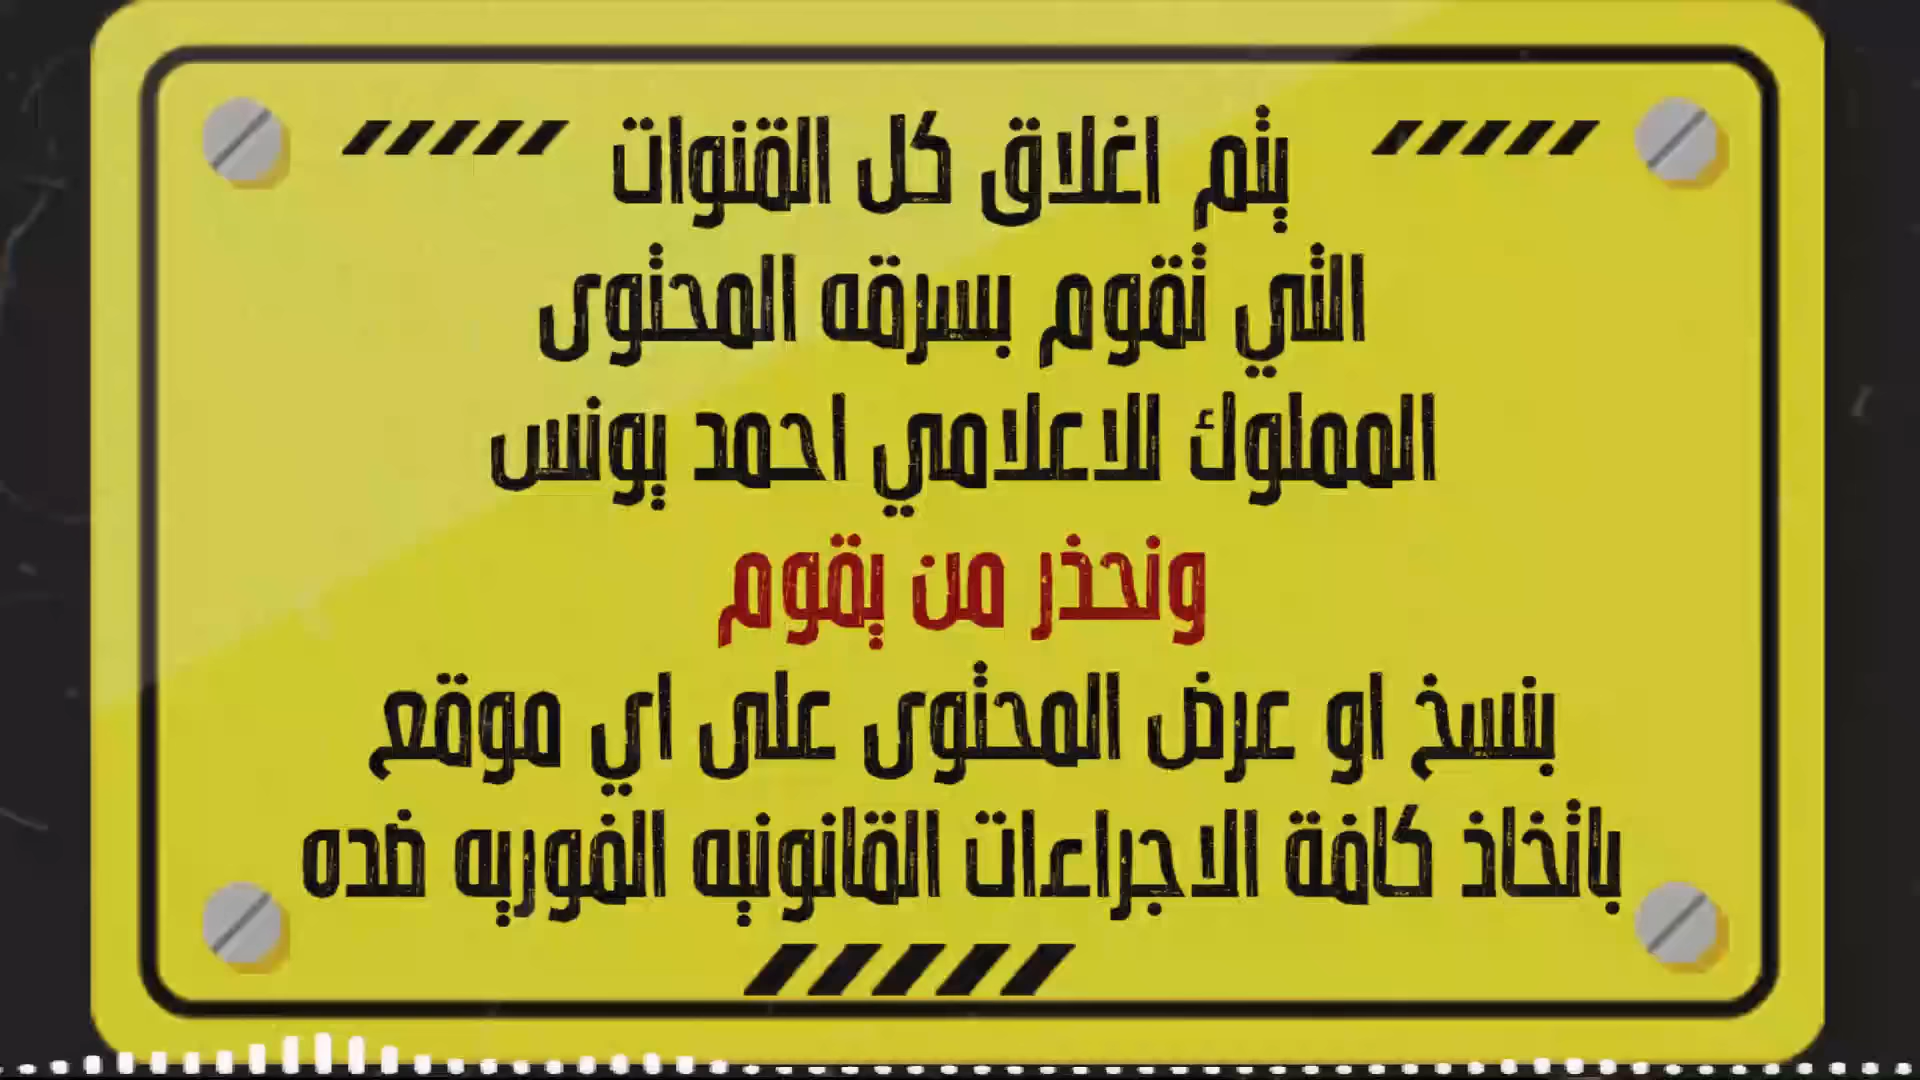 يتم اغلاق كل القنوات
التي تقوم بسرقه المحتوى
المملوك للاعلامي احمد يونس
ونحذر من يقوم
بنسخ او عرض المحتوى على اي موقع
باتخاذ كافة الاجراءات القانونيه الفوريه ضده